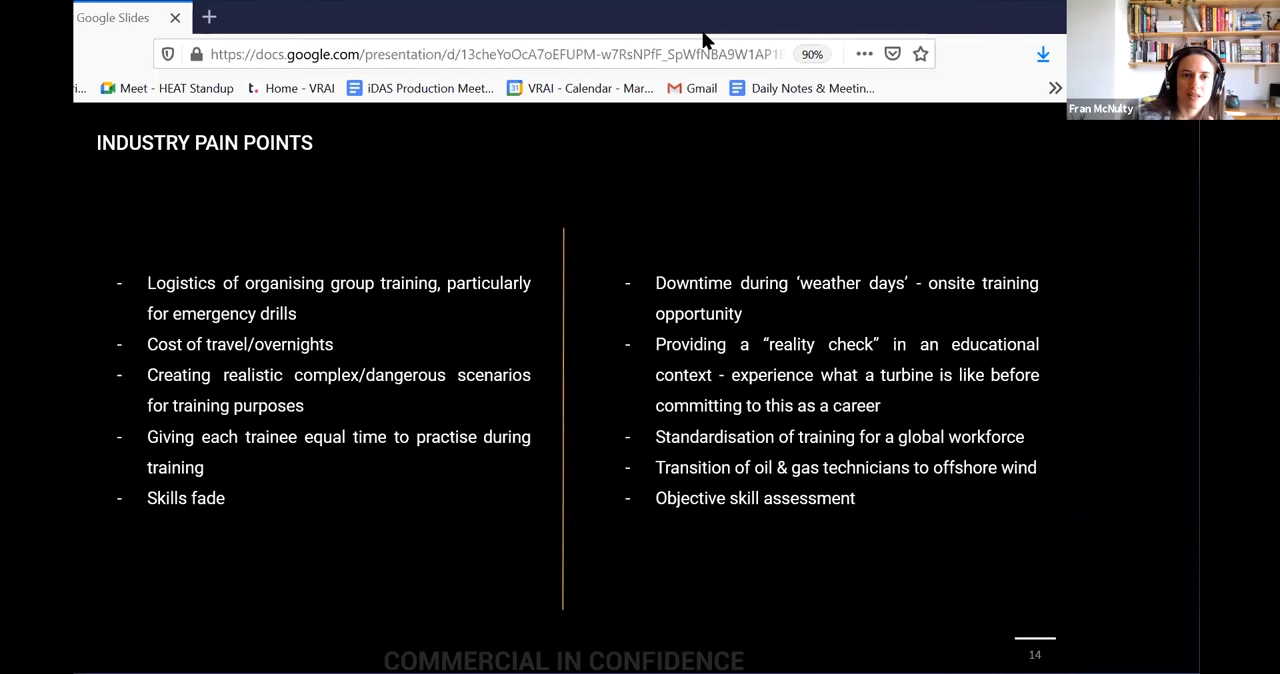 Google Slides
https://docs.google.com/presentation/d/13cheYoOcA7oEFUPM-w7RsNPfF_SpWfNBA9W1AP1
90%
Meet - HEAT Standup
Home - VRAI
iDAS Production Meet...
VRAI - Calendar - Mar...
Gmail
Daily Notes & Meetin...
Fran McNulty
INDUSTRY PAIN POINTS
- Logistics of organising group training, particularly
for emergency drills
- Cost of travel/overnights
- Creating realistic complex/dangerous scenarios
for training purposes
- Giving each trainee equal time to practise during
training
- Skills fade
- Downtime during ‘weather days’ - onsite training
opportunity
- Providing a “reality check” in an educational
context - experience what a turbine is like before
committing to this as a career
- Standardisation of training for a global workforce
- Transition of oil & gas technicians to offshore wind
- Objective skill assessment
COMMERCIAL IN CONFIDENCE
14